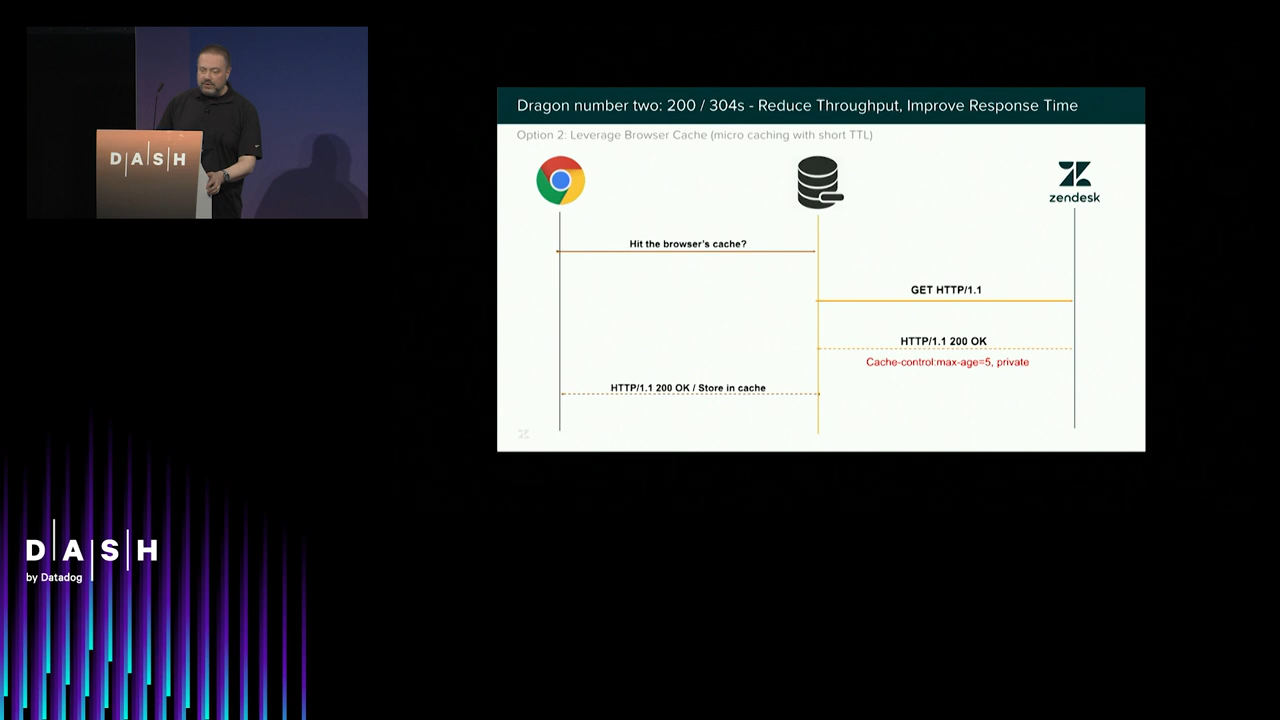 DASH
Dragon number two: 200 / 304s - Reduce Throughput, Improve Response Time
Option 2: Leverage Browser Cache (micro caching with short TTL)
zendesk
Hit the browser's cache?
GET HTTP/1.1
HTTP/1.1 200 OK
Cache-control:max-age=5, private
HTTP/1.1 200 OK / Store in cache
DASH
by Datadog